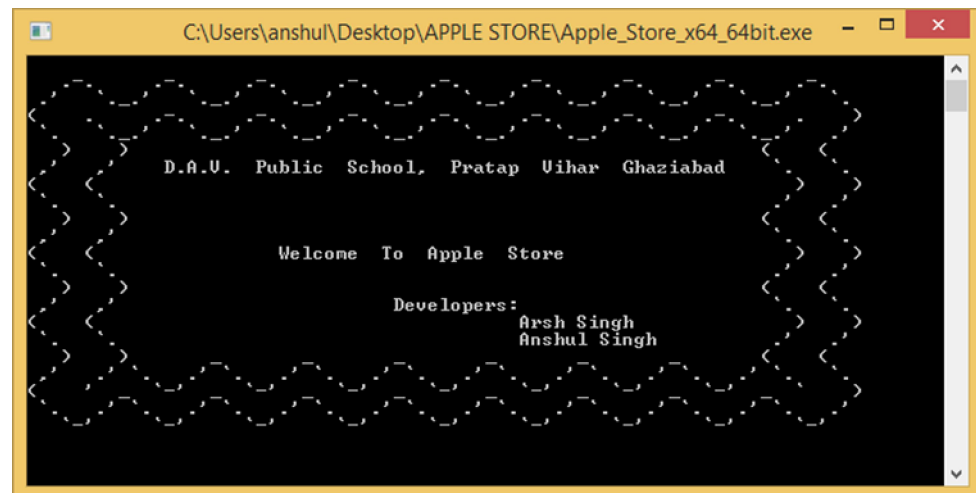 C:\Users\anshul\Desktop\APPLE STORE\Apple_Store_x64_64bit.exe
D.A.V. Public School, Pratap Vihar Ghaziabad
Welcome To Apple Store
Developers:
Arsh Singh
Anshul Singh